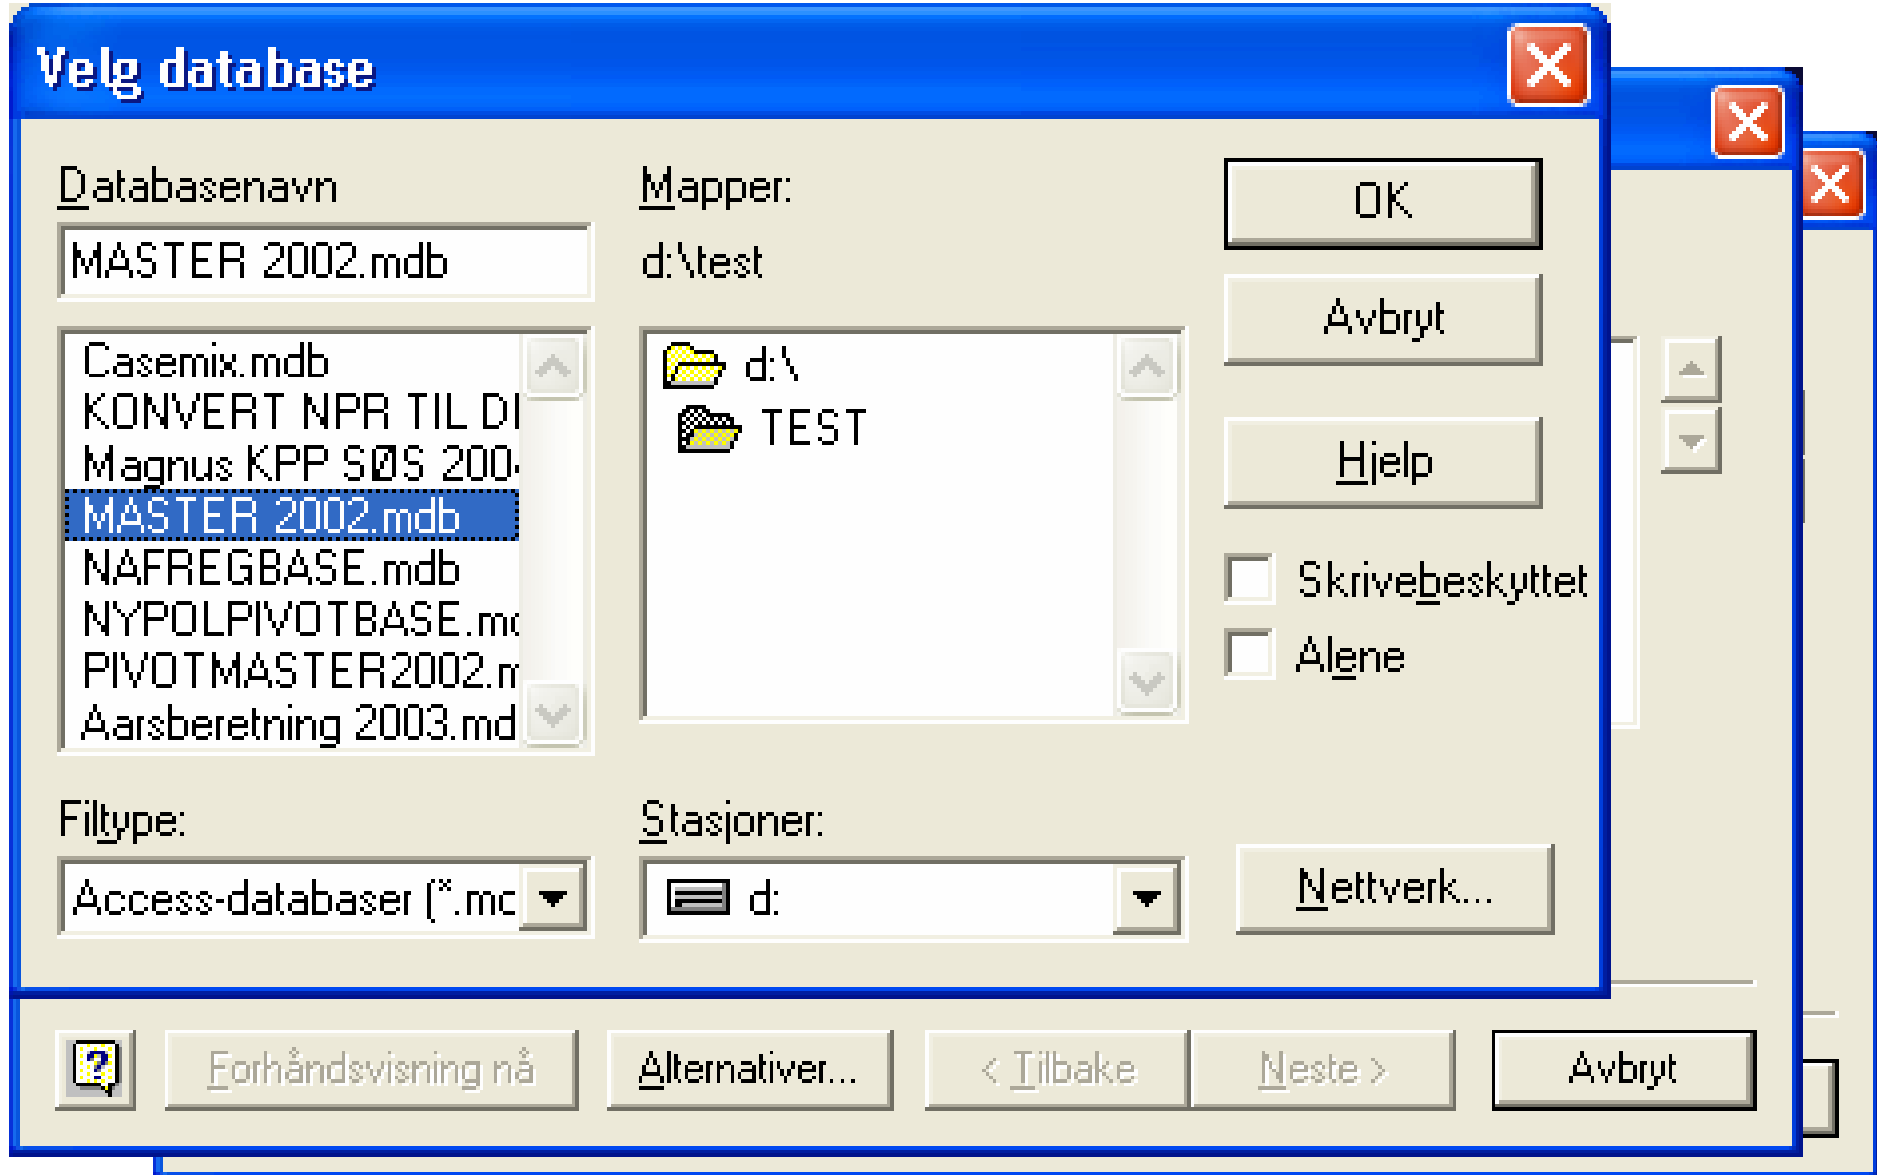 Velg database
Databasenavn
MASTER 2002.mdb
Casemix.mdb
KONVERT NPR TIL
Magnus KPP SØS 200
MASTER 2002.mdb
NAFREGBASE.mdb
NYPOLPIVOTBASE.m
PIVOTMASTER2002.m
Aarsberetning 2003.md
Filtype:
Access-databaser (*.mc
Mapper:
d:\test
d:\
TEST
Stasjoner:
d:
OK
Avbryt
Hjelp
Skrivebeskyttet
Alene
Nettverk...
?
Forhåndsvisning nå
Alternativer...
< Tilbake
Neste >
Avbryt